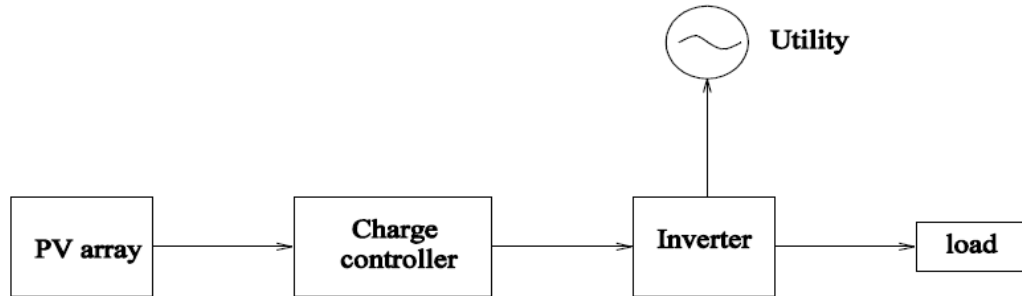 Utility
PV array
Charge
controller
Inverter
load